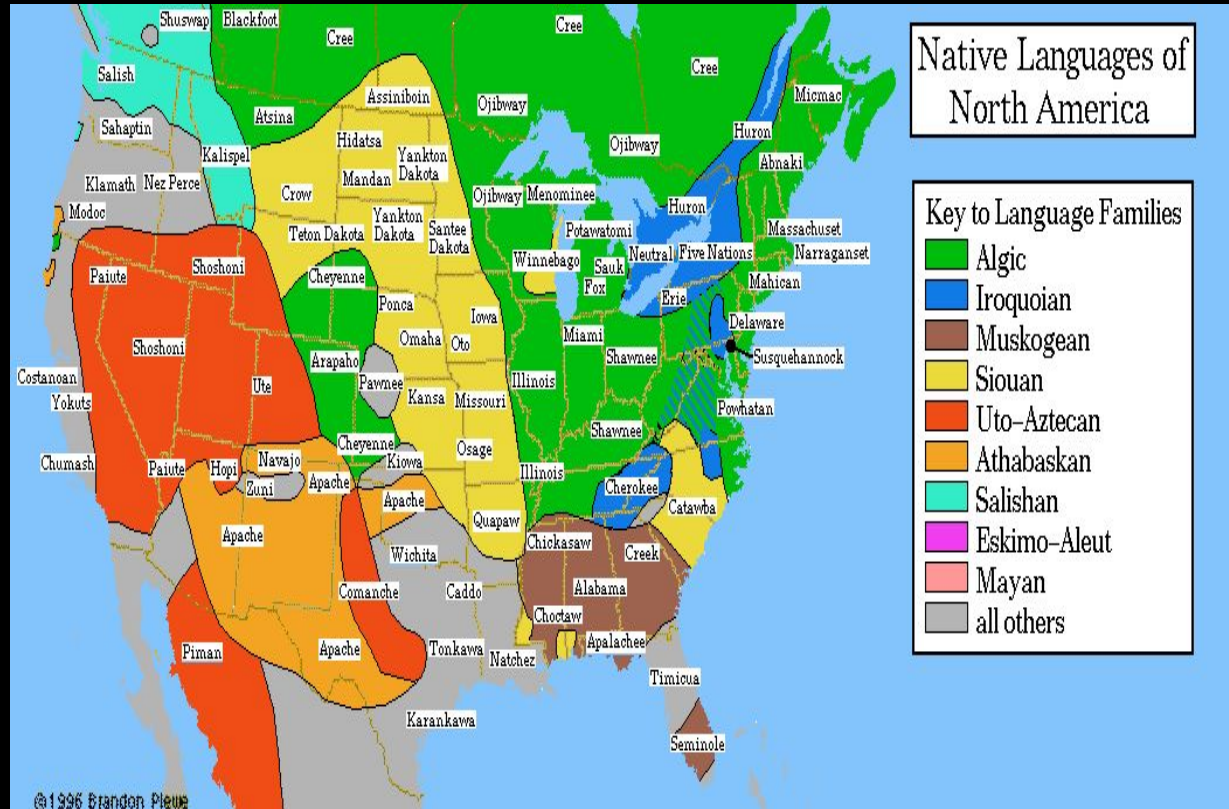 Native Languages of
North America
Key to Language Families
Algic
Iroquoian
Muskogean
Siouan
Uto-Aztecan
Athabaskan
Salishan
Eskimo-Aleut
Mayan
all others
Shuswap
Blackfoot
Cree
Cree
Cree
Salish
Assiniboin
Micmac
Atsina
Ojibway
Sahaptin
Hidatsa
Huron
Kalispel
Yankton
Dakota
Ojibway
Abnaki
Klamath
Nez Perce
Mandan
Crow
Ojibway
Menominee
Modoc
Yankton
Dakota
Huron
Teton Dakota
Santee
Dakota
Potawatomi
Massachuset
Neutral
Five Nations
Narraganset
Paiute
Shoshoni
Winnebago
Sauk
Fox
Cheyenne
Mahican
Ponca
Erie
Iowa
Delaware
Omaha
Oto
Miami
Shoshoni
Arapaho
Shawnee
Susquehannock
Costanoan
Ute
Pawnee
Illinois
Yokuts
Kansa
Missouri
Powhatan
Shawnee
Cheyenne
Osage
Chumash
Paiute
Hopi
Navajo
Kiowa
Illinois
Zuni
Apache
Cherokee
Apache
Catawba
Quapaw
Apache
Chickasaw
Wichita
Creek
Comanche
Caddo
Alabama
Choctaw
Piman
Apache
Tonkawa
Apalachee
Natchez
Timicua
Karankawa
Seminole
©1996 Brandon Plewe